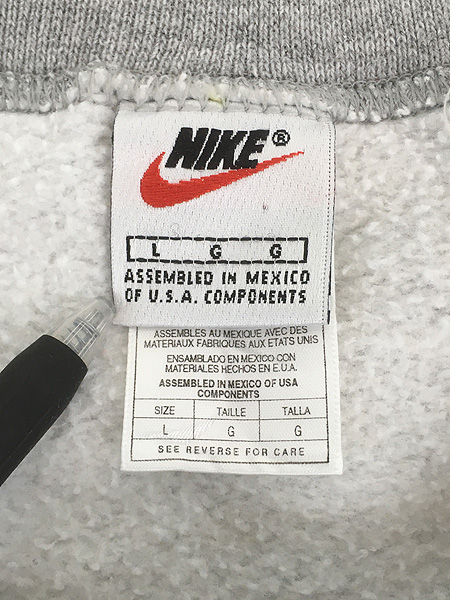 NIKE®
L G G
ASSEMBLED IN MEXICO
OF U.S.A. COMPONENTS
ASSEMBLES AU MEXIQUE AVEC DES
MATERIAUX FABRIQUES AUX ETATS UNIS
ENSAMBLADO EN MEXICO CON
MATERIALES HECHOS EN E.U.A.
ASSEMBLED IN MEXICO OF USA
COMPONENTS
SIZE TAILLE TALLA
L G G
SEE REVERSE FOR CARE